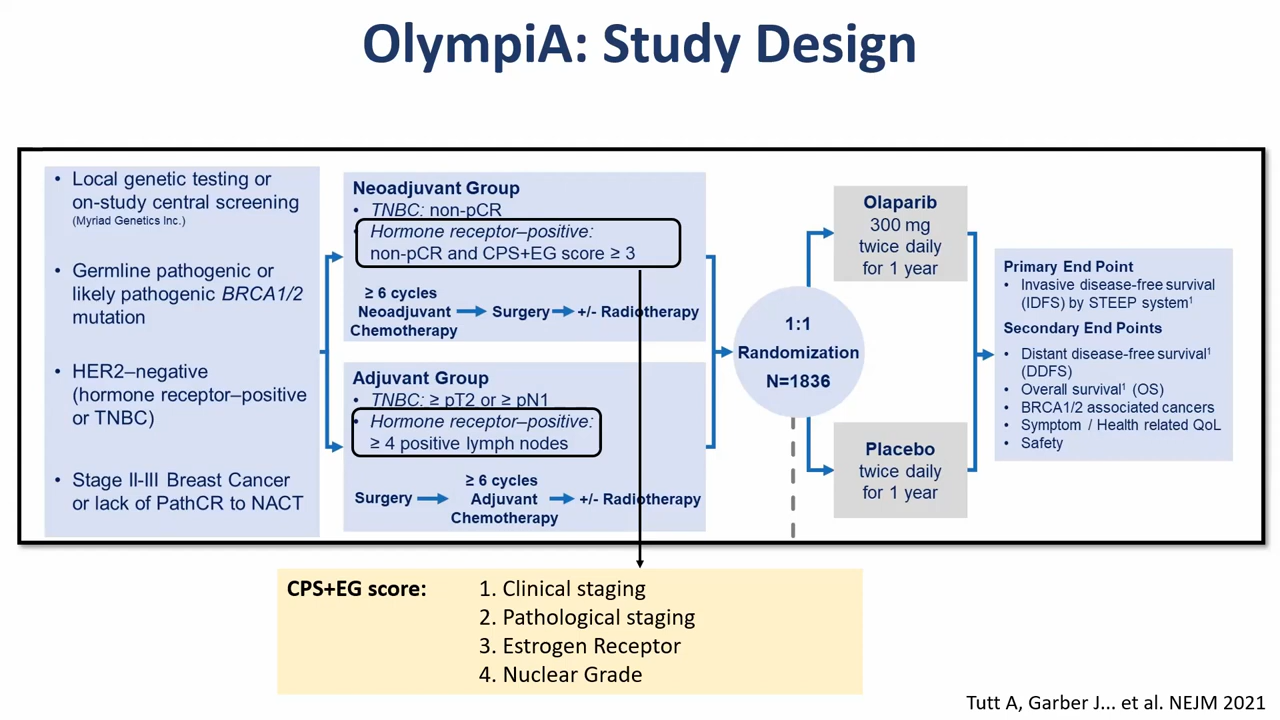 OlympiA: Study Design
• Local genetic testing or
on-study central screening
(Myriad Genetics Inc.)
• Germline pathogenic or
likely pathogenic BRCA1/2
mutation
• HER2–negative
(hormone receptor–positive
or TNBC)
• Stage II-III Breast Cancer
or lack of PathCR to NACT
Neoadjuvant Group
• TNBC: non-pCR
• Hormone receptor–positive:
non-pCR and CPS+EG score ≥ 3
≥ 6 cycles
Neoadjuvant
Chemotherapy
Surgery
+/- Radiotherapy
Adjuvant Group
• TNBC: ≥ pT2 or ≥ pN1
• Hormone receptor–positive:
≥ 4 positive lymph nodes
Surgery
≥ 6 cycles
Adjuvant
Chemotherapy
+/- Radiotherapy
1:1
Randomization
N=1836
Olaparib
300 mg
twice daily
for 1 year
Placebo
twice daily
for 1 year
Primary End Point
• Invasive disease-free survival
(IDFS) by STEEP system¹
Secondary End Points
• Distant disease-free survival¹
(DDFS)
• Overall survival¹ (OS)
• BRCA1/2 associated cancers
• Symptom / Health related QoL
• Safety
CPS+EG score:
1. Clinical staging
2. Pathological staging
3. Estrogen Receptor
4. Nuclear Grade
Tutt A, Garber J... et al. NEJM 2021